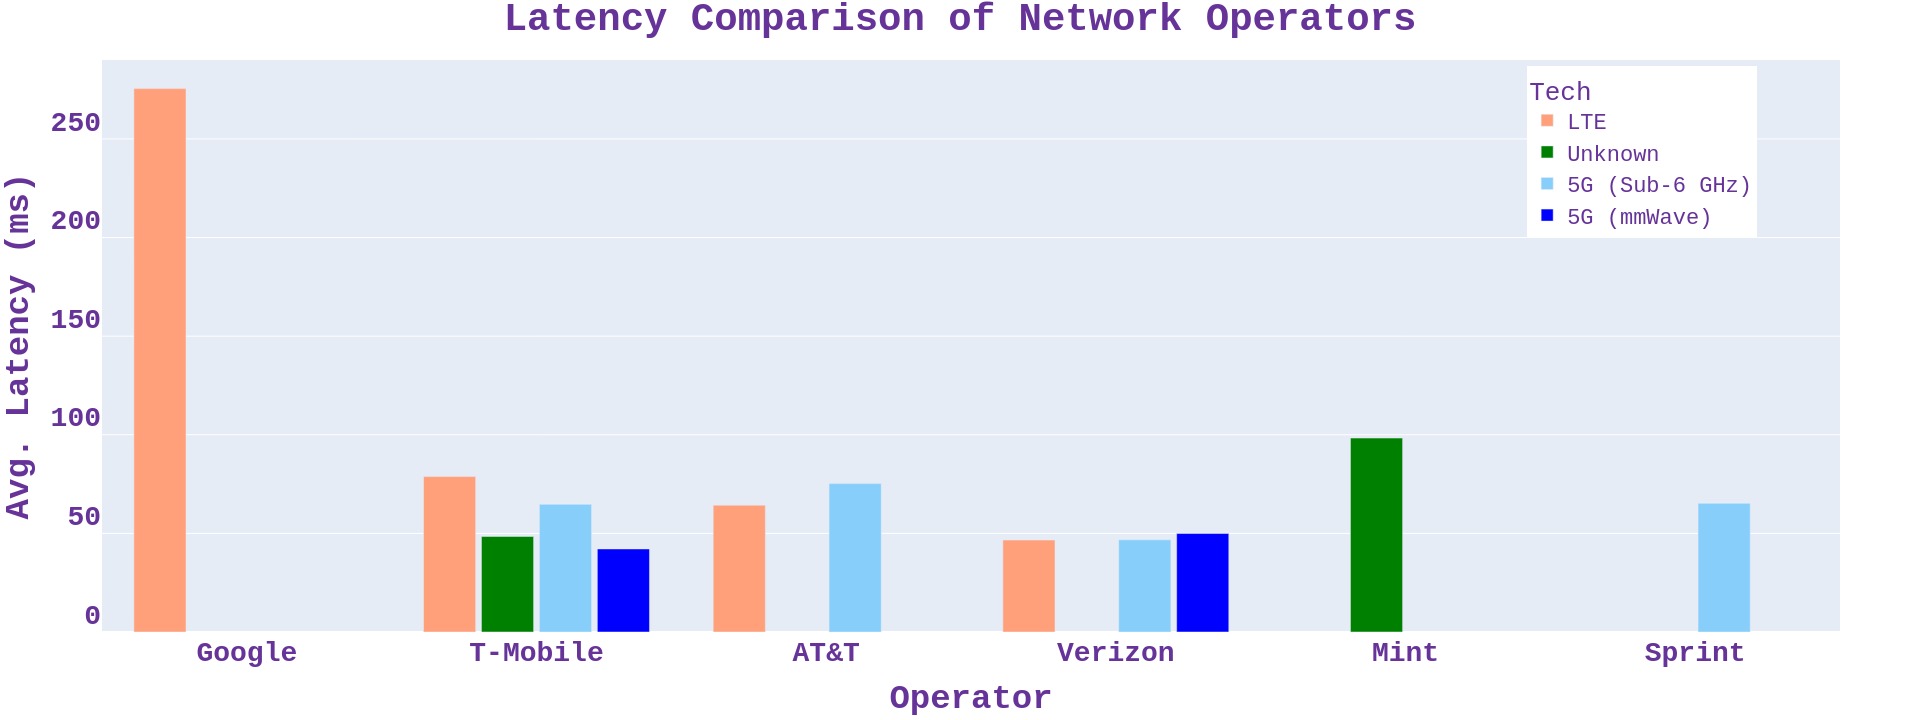 Latency Comparison of Network Operators
Avg. Latency (ms)
250
200
150
100
50
0
Tech
LTE
Unknown
5G (Sub-6 GHz)
5G (mmWave)
Google T-Mobile AT&T Verizon Mint Sprint
Operator